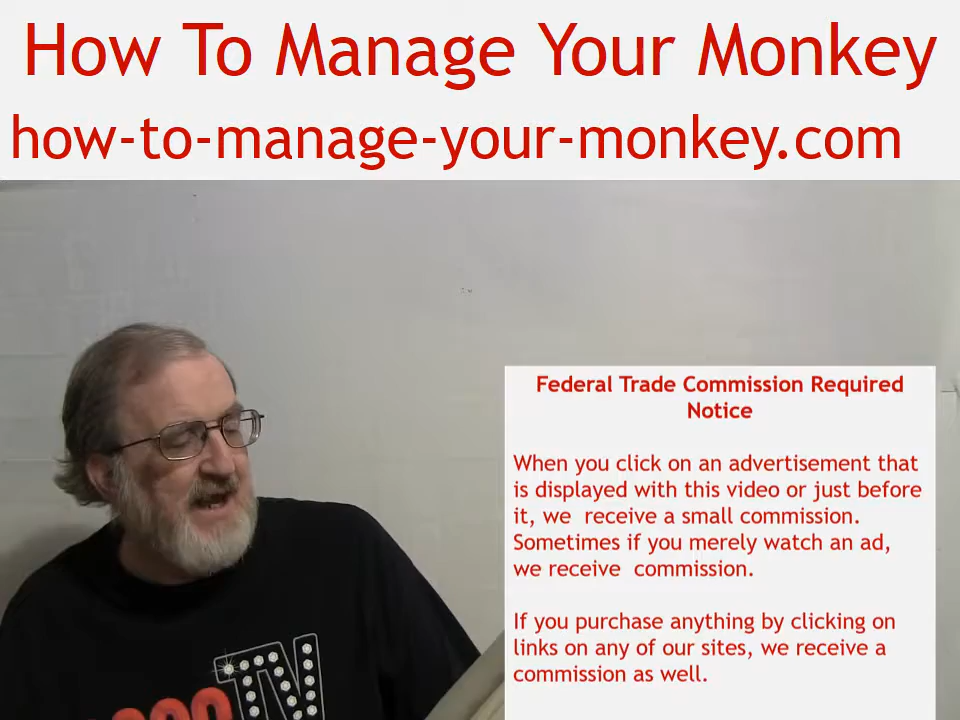 How To Manage Your Monkey
how-to-manage-your-monkey.com
Federal Trade Commission Required
Notice
When you click on an advertisement that
is displayed with this video or just before
it, we receive a small commission.
Sometimes if you merely watch an ad,
we receive commission.
If you purchase anything by clicking on
links on any of our sites, we receive a
commission as well.
TV